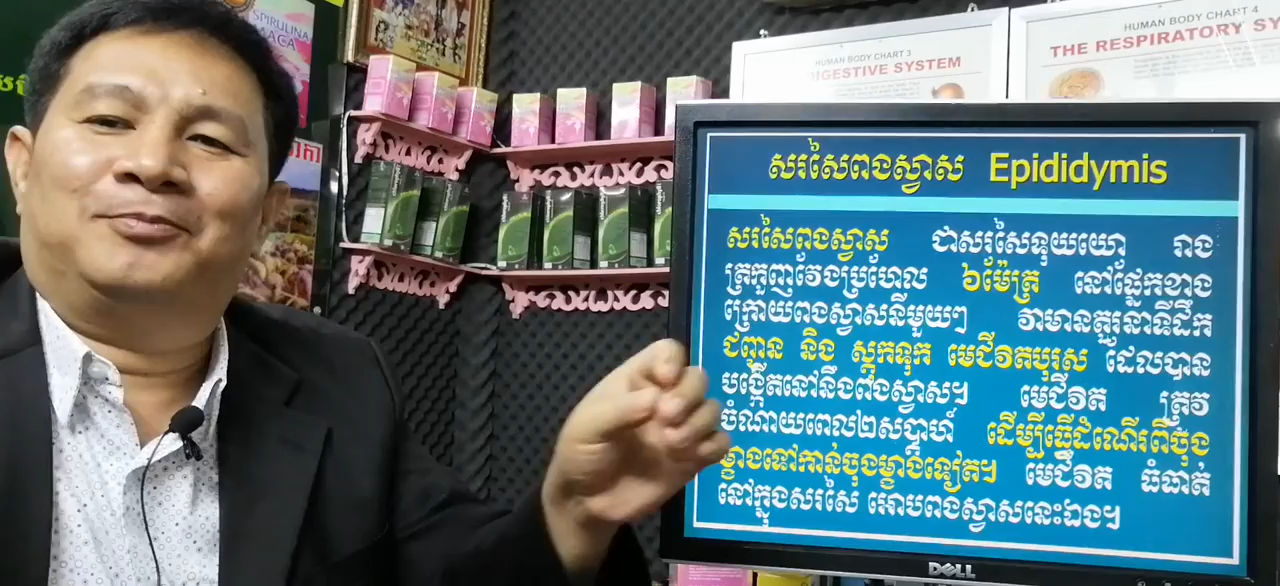 SPIRULINA
MACA
HUMAN BODY CHART 3
DIGESTIVE SYSTEM
HUMAN BODY CHART 4
THE RESPIRATORY SY
សរសៃពងស្វាស Epididymis
សរសៃពងស្វាស ជាសរសៃទុយយោ រាង
ត្រកួញវែងប្រហែល ៦ម៉ែត្រ នៅផ្នែកខាង
ក្រោយពងស្វាសនីមួយៗ វាមានតួរនាទីដឹក
ជញ្ជូន និង ស្តុកទុក មេជីវិតបុរស ដែលបាន
បង្កើតនៅនឹងពងស្វាស។ មេជីវិត ត្រូវ
ចំណាយពេល២សប្តាហ៍ ដើម្បីធ្វើដំណើរពីចុង
ម្ខាងទៅកាន់ចុងម្ខាងទៀត។ មេជីវិត ធំធាត់
នៅក្នុងសរសៃ រោបពងស្វាសនេះឯង។
DELL